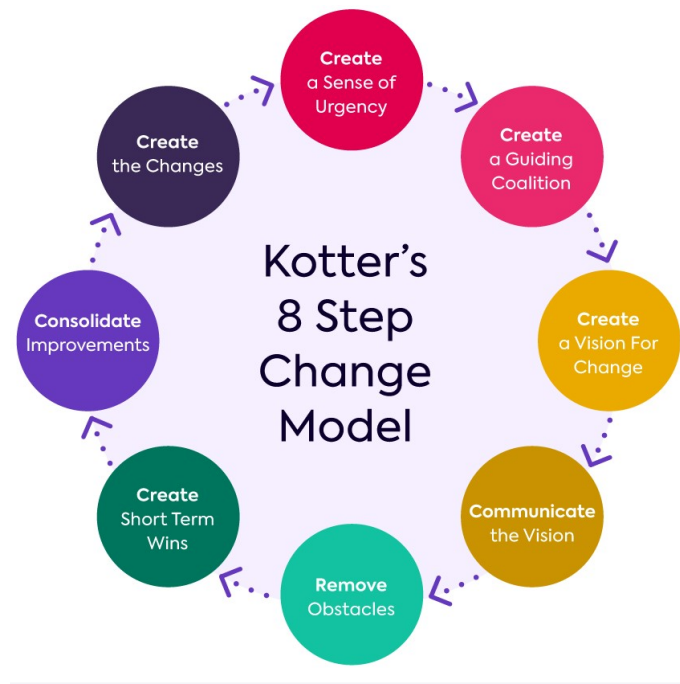 Kotter's
8 Step
Change
Model
Create
a Sense of
Urgency
Create
a Guiding
Coalition
Create
a Vision For
Change
Communicate
the Vision
Remove
Obstacles
Create
Short Term
Wins
Consolidate
Improvements
Create
the Changes